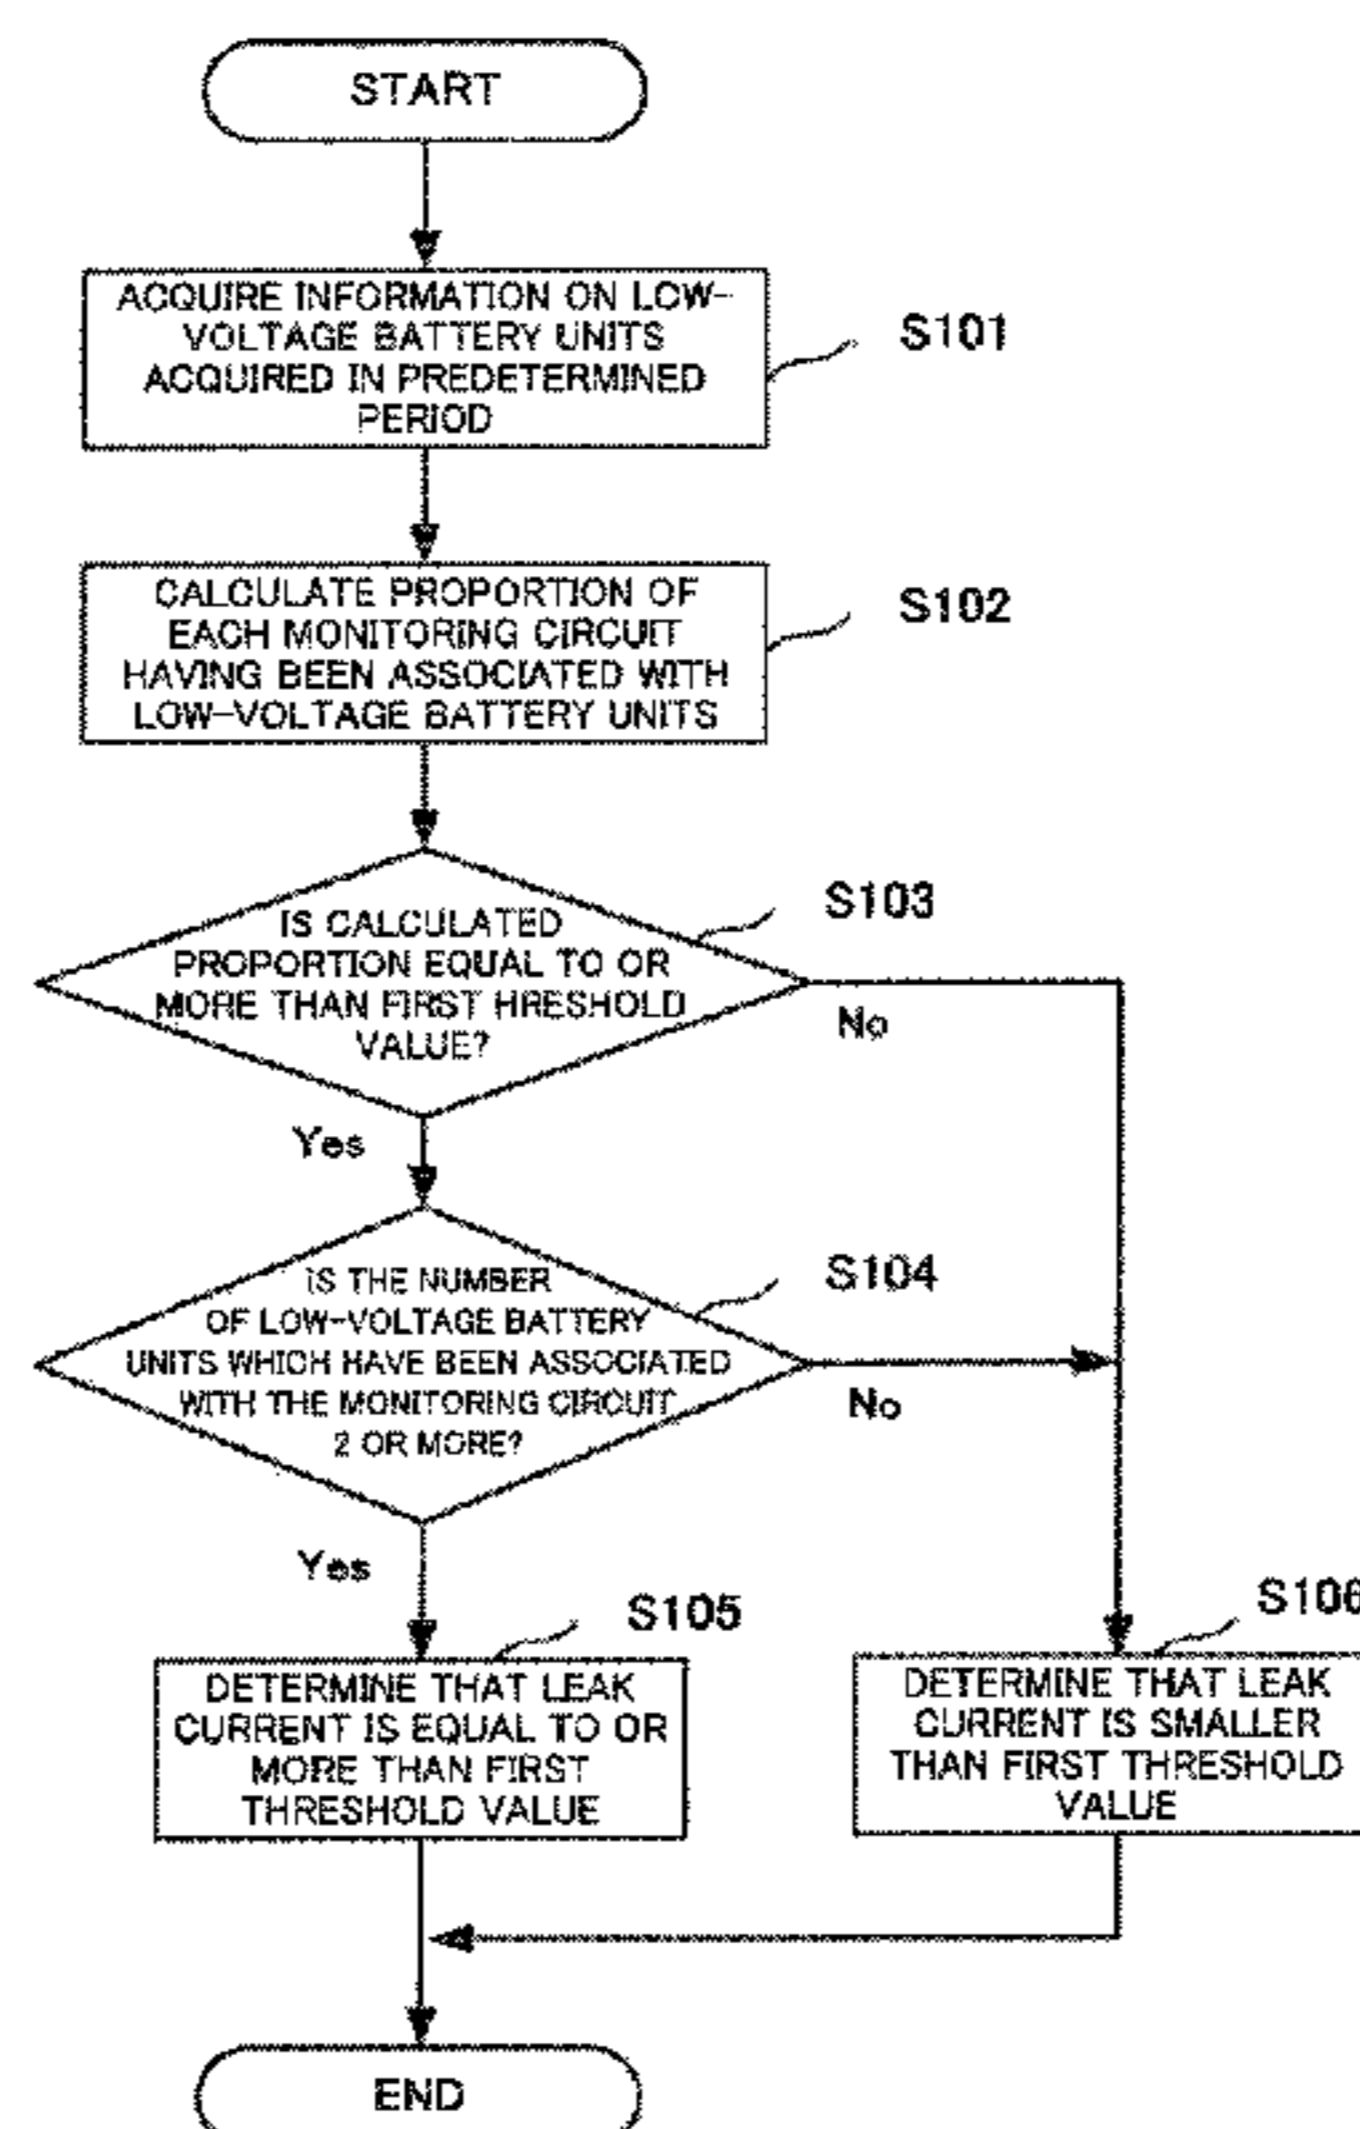 START
ACQUIRE INFORMATION ON LOW-
VOLTAGE BATTERY UNITS
ACQUIRED IN PREDETERMINED
PERIOD
S101
CALCULATE PROPORTION OF
EACH MONITORING CIRCUIT
HAVING BEEN ASSOCIATED WITH
LOW-VOLTAGE BATTERY UNITS
S102
IS CALCULATED
PROPORTION EQUAL TO OR
MORE THAN FIRST HRESHOLD
VALUE?
S103
No
Yes
IS THE NUMBER
OF LOW-VOLTAGE BATTERY
UNITS WHICH HAVE BEEN ASSOCIATED
WITH THE MONITORING CIRCUIT
2 OR MORE?
S104
No
Yes
S105
DETERMINE THAT LEAK
CURRENT IS EQUAL TO OR
MORE THAN FIRST
THRESHOLD VALUE
S106
DETERMINE THAT LEAK
CURRENT IS SMALLER
THAN FIRST THRESHOLD
VALUE
END